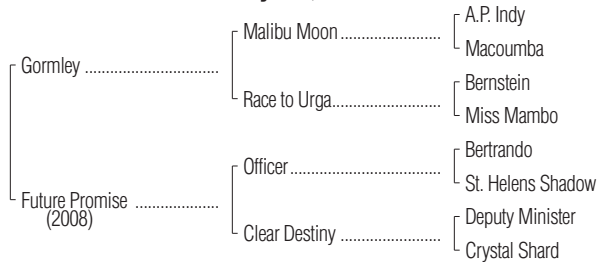 A.P. Indy
Malibu Moon ........................
Macoumba
Gormley ................................
Bernstein
Race to Urga..........................
Miss Mambo
Bertrando
Officer....................................
St. Helens Shadow
Future Promise ....................
(2008)
Deputy Minister
Clear Destiny ........................
Crystal Shard